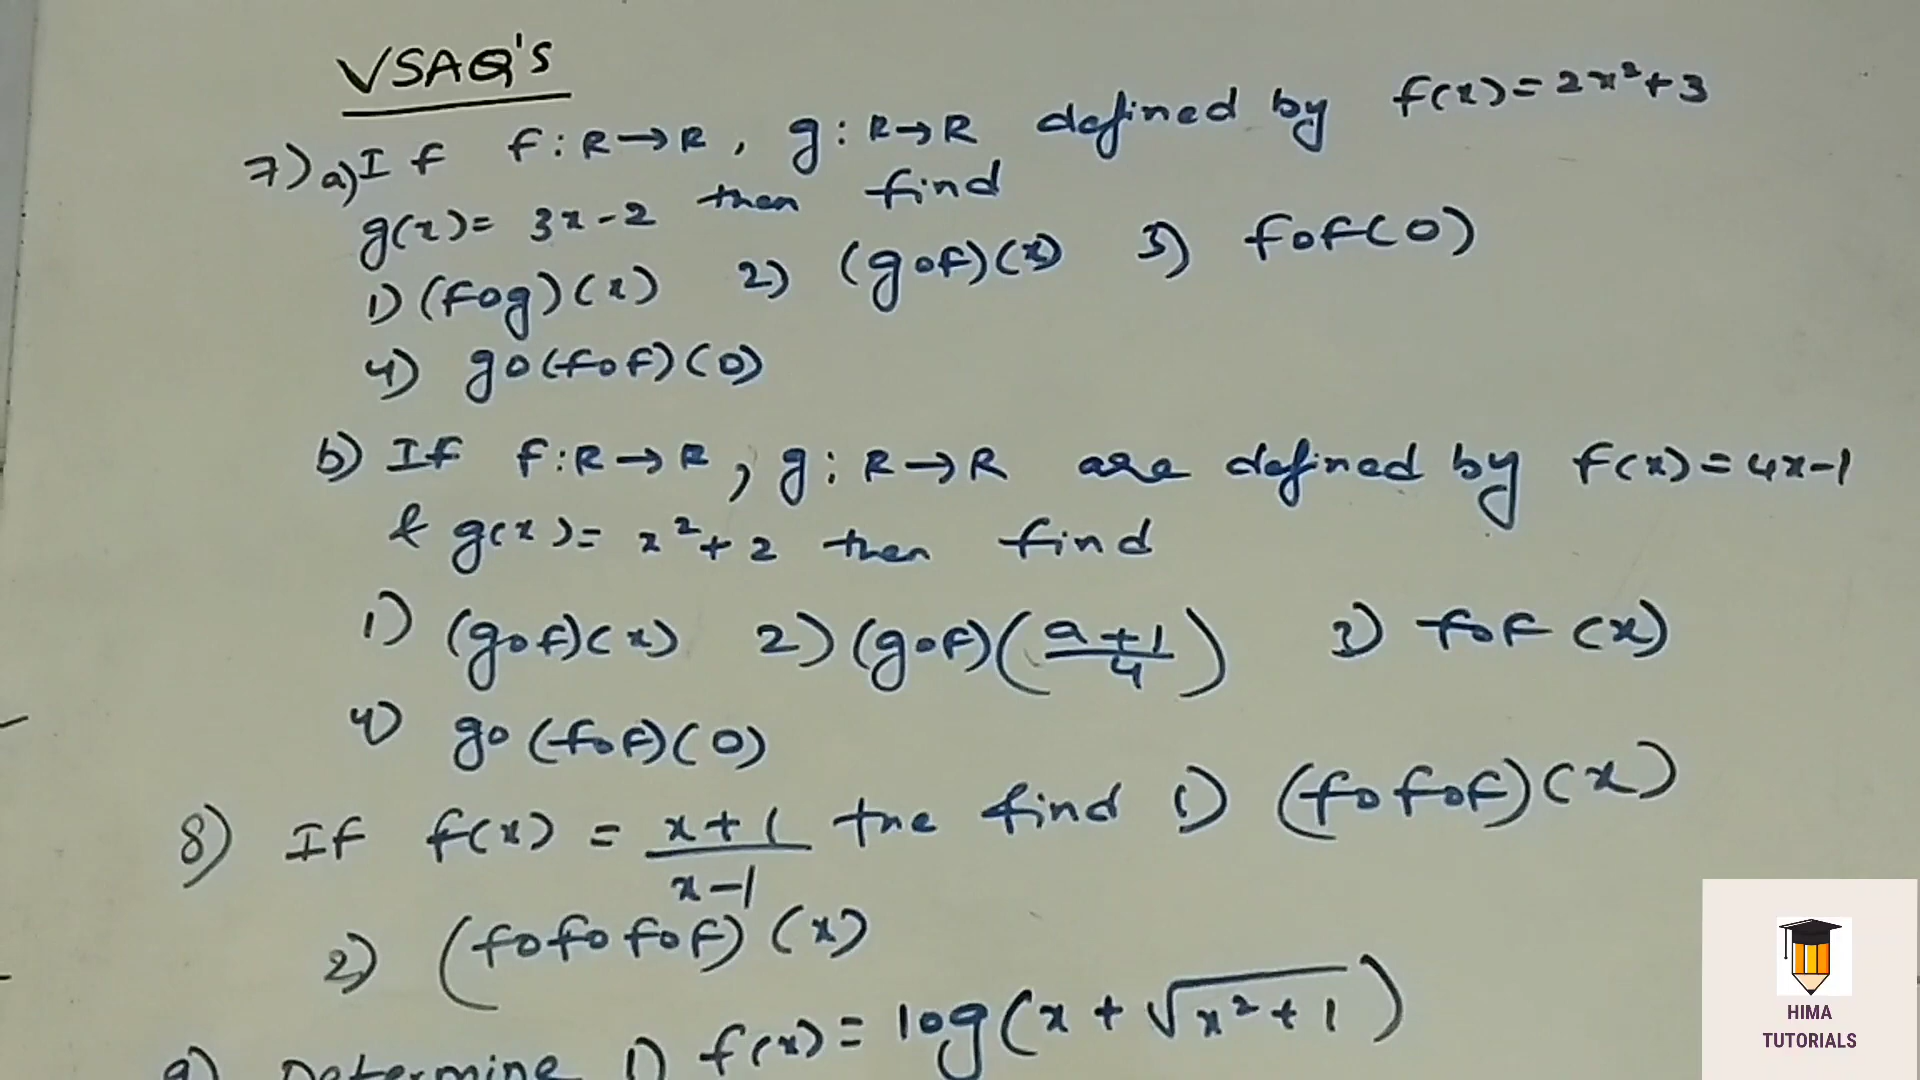 VSAQ's
7) a) If f: R→R, g: R→R defined by f(x)=2x²+3
g(x)= 3x-2 then find
1) (fog)(x) 2) (gof)(x) 3) fof(0)
4) go(fof)(0)
b) If f: R→R, g: R→R are defined by f(x)=4x-1
& g(x)= x²+2 then find
1) (gof)(x) 2) (gof)((a+1)/4) 3) fof(x)
4) go(fof)(0)
8) If f(x) = (x+1)/(x-1) the find 1) (fofof)(x)
2) (fofofof)(x)
9) Determine 1) f(x)= log(x+√(x²+1))
HIMA
TUTORIALS